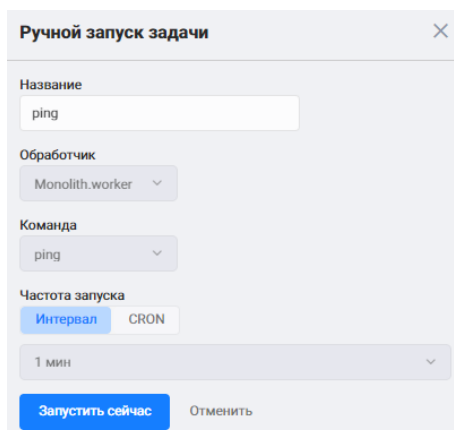 Ручной запуск задачи
Название
ping
Обработчик
Monolith.worker
Команда
ping
Частота запуска
Интервал CRON
1 мин
Запустить сейчас Отменить